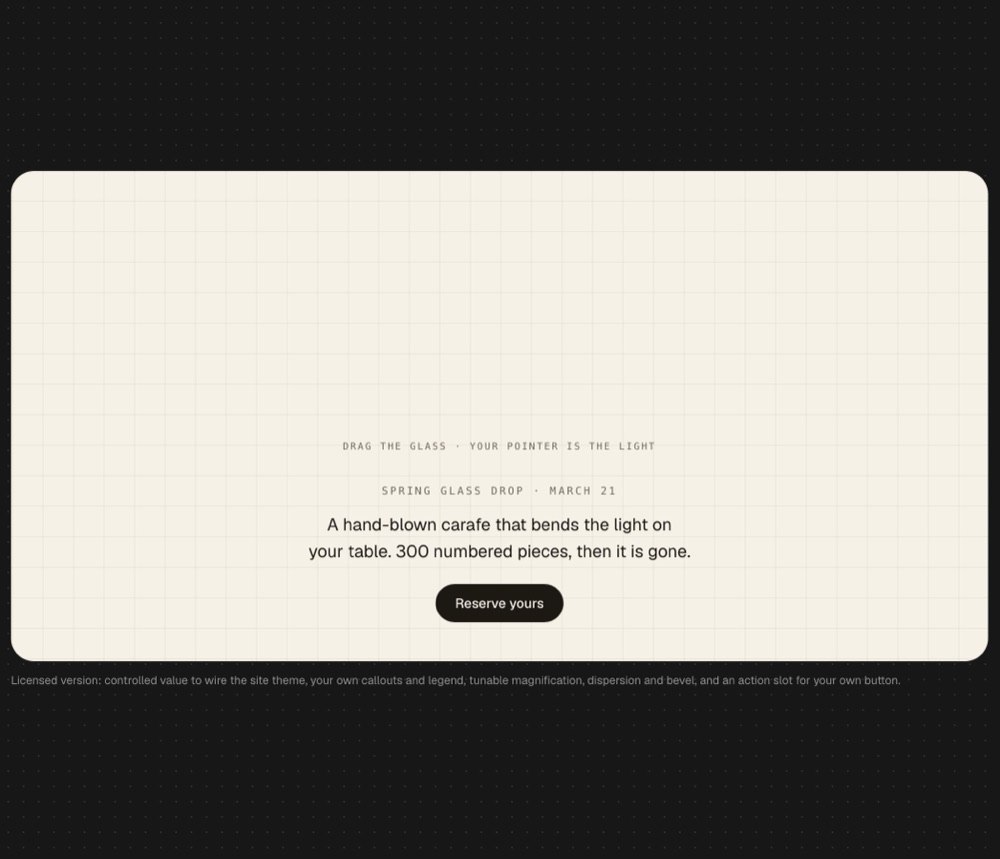 DRAG THE GLASS · YOUR POINTER IS THE LIGHT
SPRING GLASS DROP · MARCH 21
A hand-blown carafe that bends the light on
your table. 300 numbered pieces, then it is gone.
Reserve yours
Licensed version: controlled value to wire the site theme, your own callouts and legend, tunable magnification, dispersion and bevel, and an action slot for your own button.